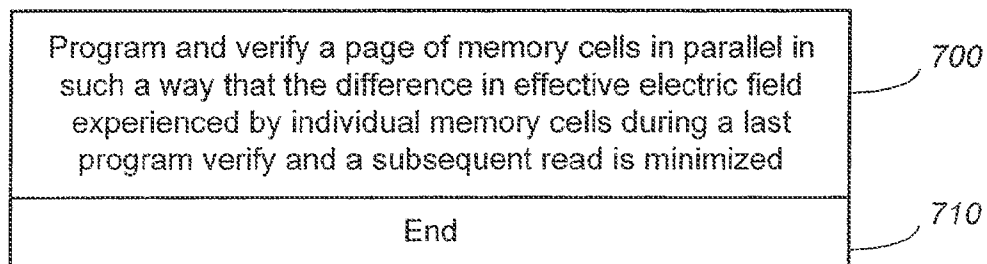 Program and verify a page of memory cells in parallel in
such a way that the difference in effective electric field
experienced by individual memory cells during a last
program verify and a subsequent read is minimized
700
End
710